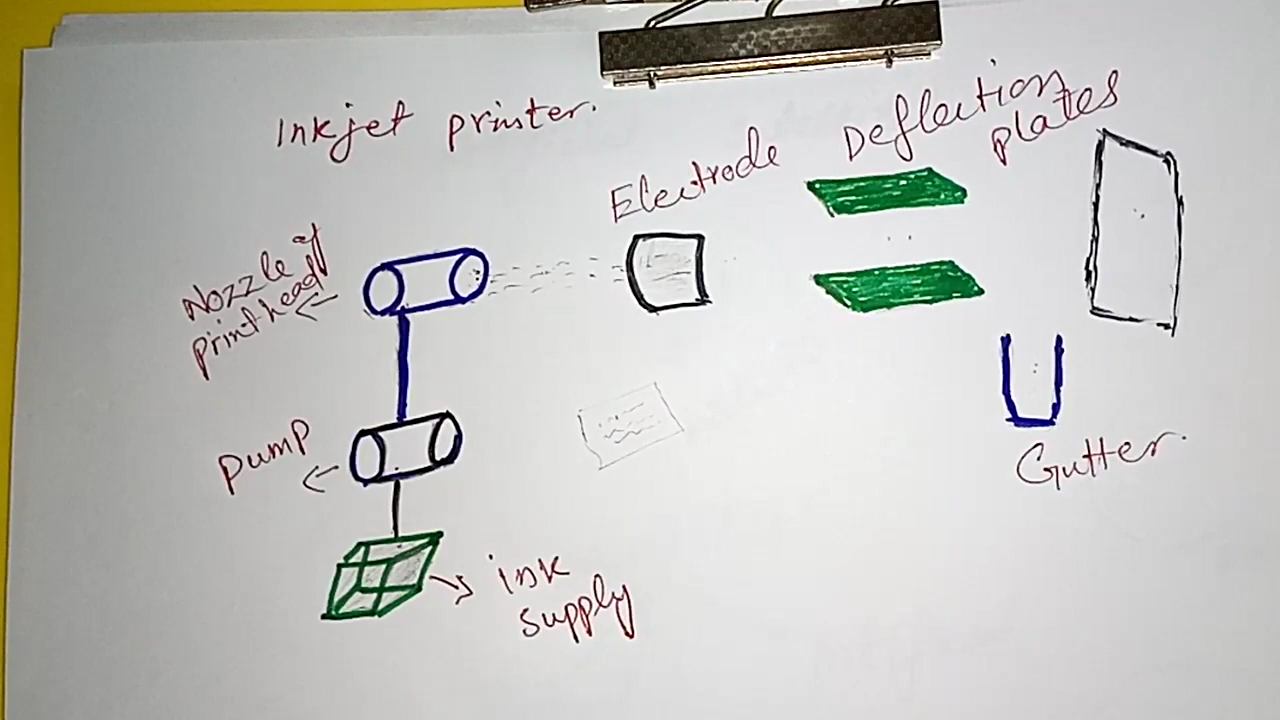 Inkjet printer.
Electrode
Deflection
plates
Nozzle of
print head
Pump
ink
supply
Gutter.